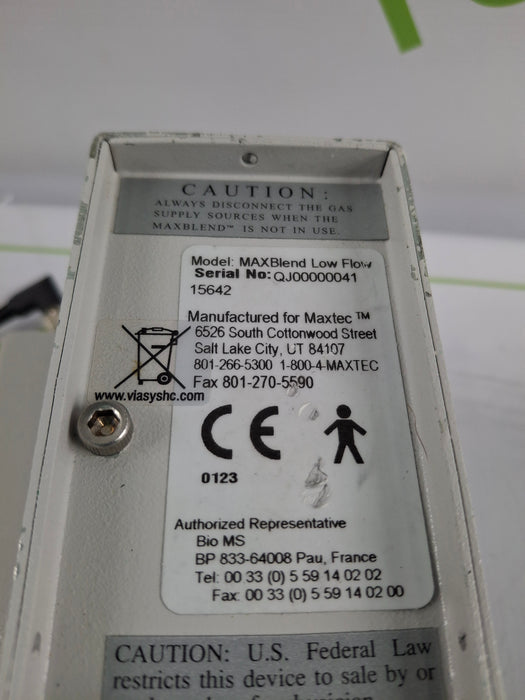 CAUTION:
ALWAYS DISCONNECT THE GAS
SUPPLY SOURCES WHEN THE
MAXBLEND™ IS NOT IN USE.
Model: MAXBlend Low Flow
Serial No: QJ00000041
15642
Manufactured for Maxtec ™
6526 South Cottonwood Street
Salt Lake City, UT 84107
801-266-5300 1-800-4-MAXTEC
Fax 801-270-5590
www.viasyshc.com
CE
0123
Authorized Representative
Bio MS
BP 833-64008 Pau, France
Tel: 00 33 (0) 5 59 14 02 02
Fax: 00 33 (0) 5 59 14 02 00
CAUTION: U.S. Federal Law
restricts this device to sale by or